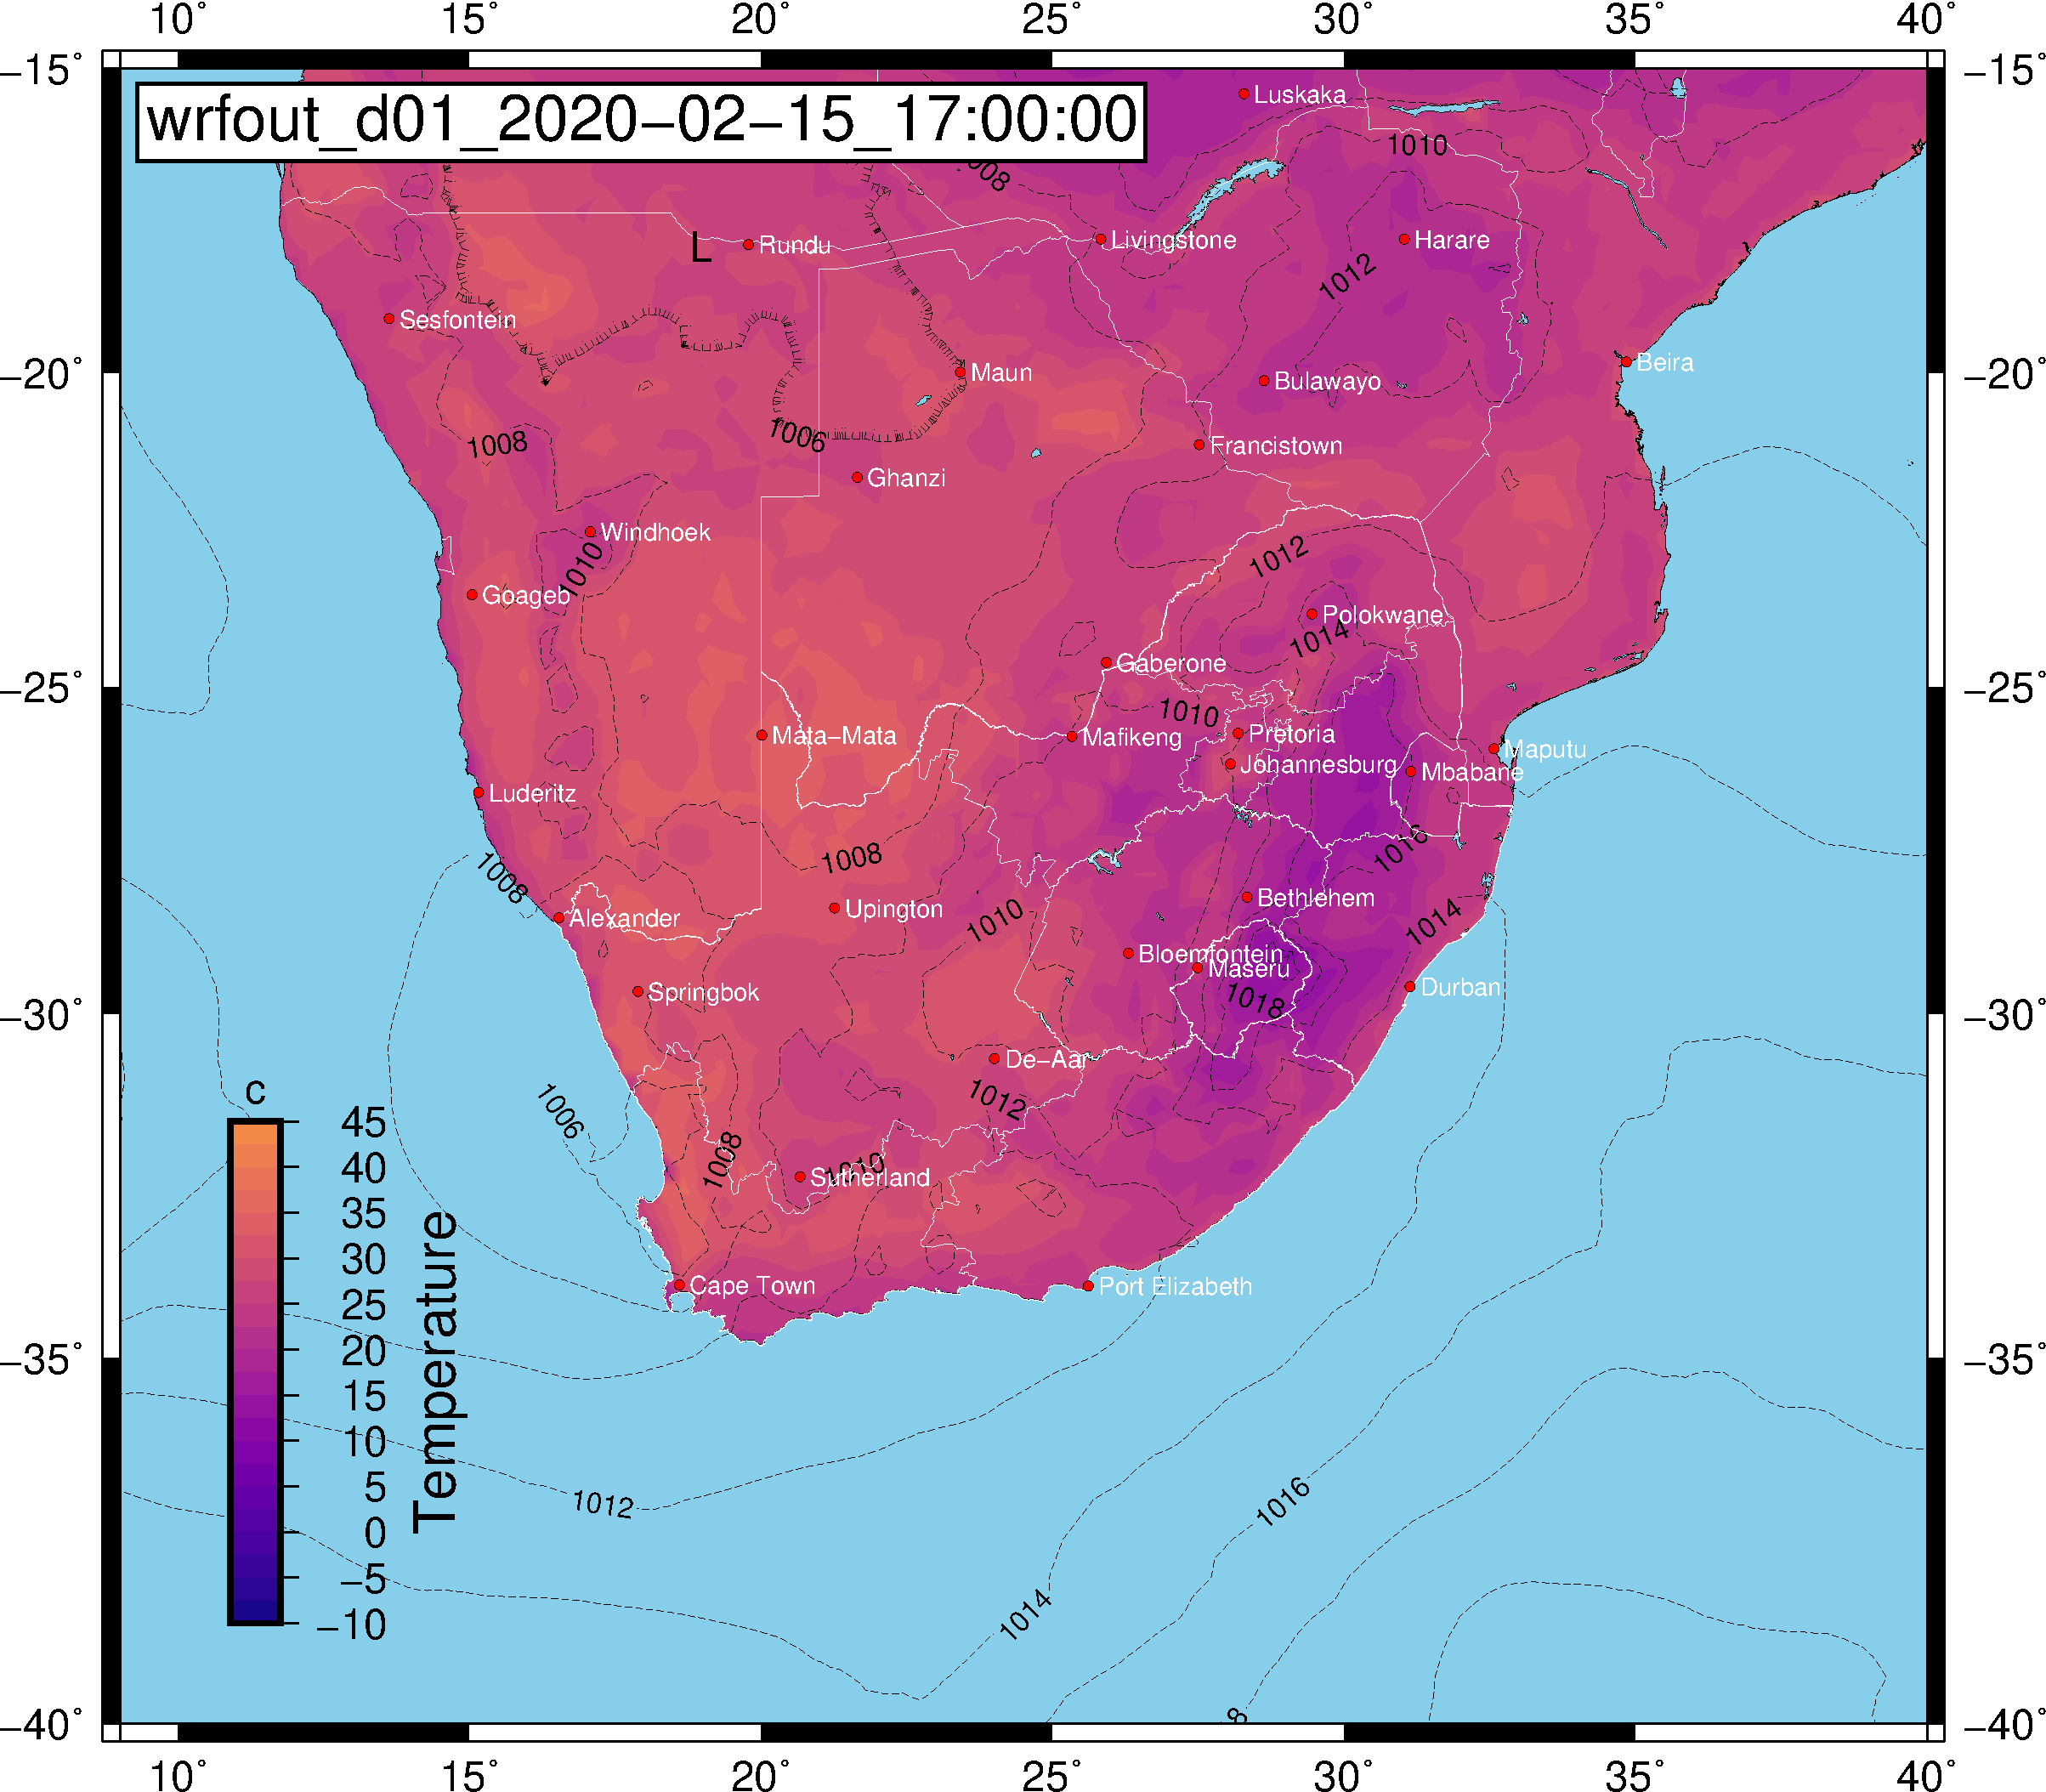 10° 15° 20° 25° 30° 35° 40°
−15° −15°
wrfout_d01_2020−02−15_17:00:00
Luskaka
1010
008
L
Rundu
Livingstone
Harare
1012
Sesfontein
Beira
−20° −20°
Maun
Bulawayo
1008
1006
Francistown
Ghanzi
Windhoek
1010
1012
Goageb
Polokwane
1014
Gaberone
−25° −25°
1010
Mata−Mata
Mafikeng
Pretoria
Maputu
Johannesburg
Mbabane
Luderitz
1008
1016
1008
Alexander
Upington
1010
Bethlehem
1014
Bloemfontein
Maseru
Springbok
1018
Durban
−30° −30°
De−Aar
1012
1006
1008
1010
Sutherland
Cape Town
Port Elizabeth
c
45
40
35
30
25
20
15
10
5
0
−5
−10
Temperature
−35° −35°
1012
1016
1014
8
−40° −40°
10° 15° 20° 25° 30° 35° 40°